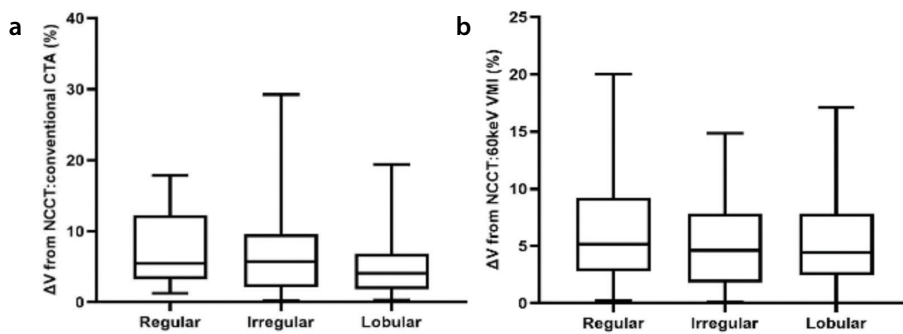 a
ΔV from NCCT:conventional CTA (%)
40
30
20
10
0
Regular Irregular Lobular
b
ΔV from NCCT:60keV VMI (%)
25
20
15
10
5
0
Regular Irregular Lobular